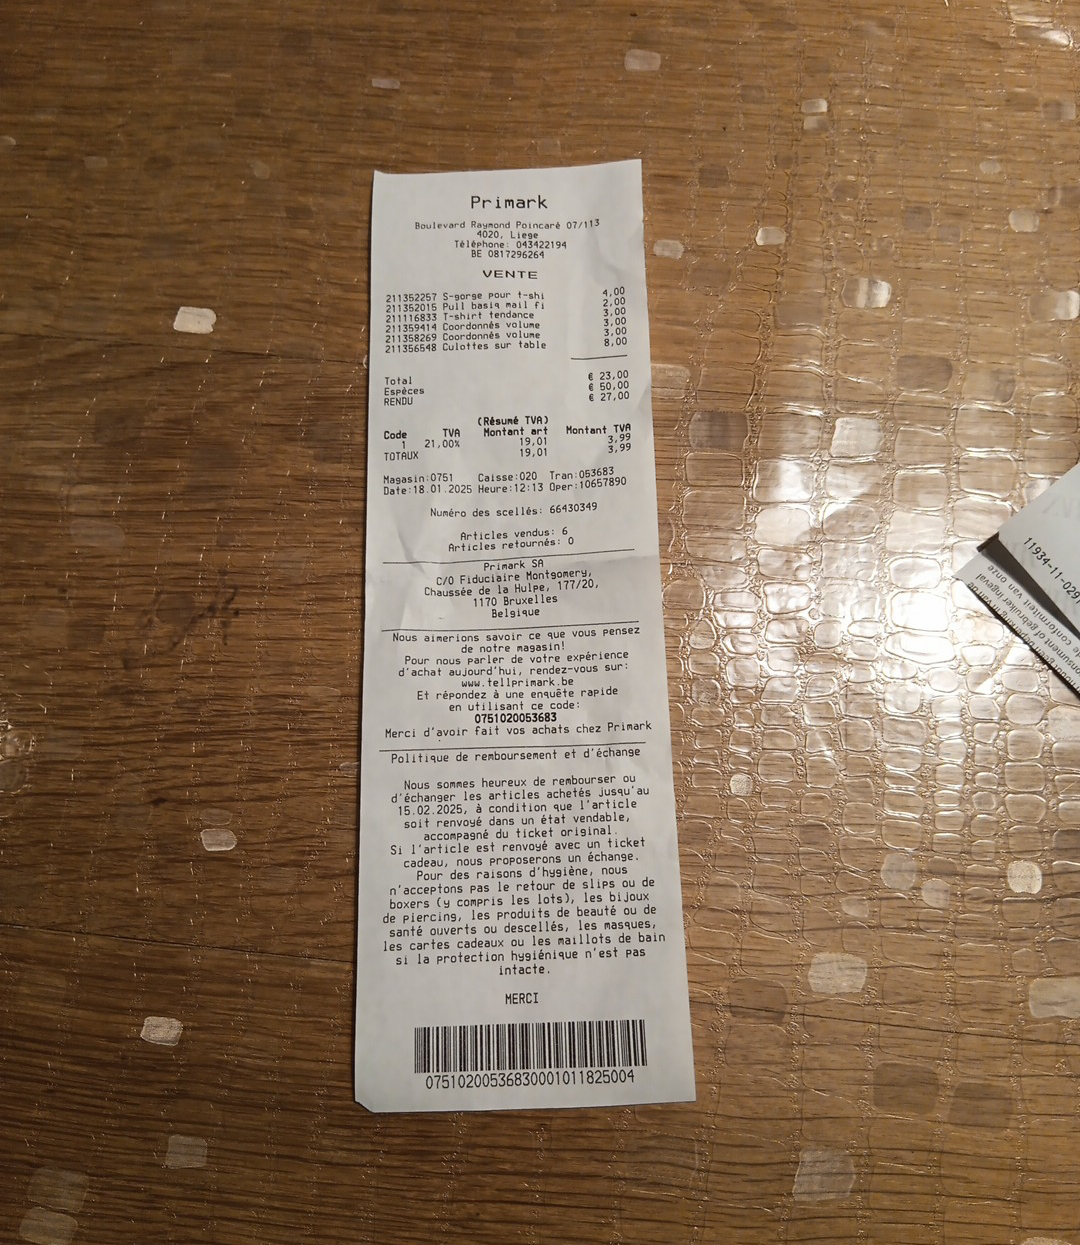 Primark
Boulevard Raymond Poincaré 07/113
4020, Liege
Téléphone: 043422194
BE 0817296264
VENTE
211352257 S-gorge pour t-shi 4,00
211352015 Pull basiq mail fi 2,00
211116833 T-shirt tendance 3,00
211359414 Coordonnés volume 3,00
211358269 Coordonnés volume 3,00
211356548 Culottes sur table 8,00
Total € 23,00
Espèces € 50,00
RENDU € 27,00
(Résumé TVA)
Code TVA Montant art Montant TVA
1 21,00% 19,01 3,99
TOTAUX 19,01 3,99
Magasin:0751 Caisse:020 Tran:053683
Date:18.01.2025 Heure:12:13 Oper:10657890
Numéro des scellés: 66430349
Articles vendus: 6
Articles retournés: 0
Primark SA
C/O Fiduciaire Montgomery,
Chaussée de la Hulpe, 177/20,
1170 Bruxelles
Belgique
Nous aimerions savoir ce que vous pensez
de notre magasin!
Pour nous parler de votre expérience
d'achat aujourd'hui, rendez-vous sur:
www.tellprimark.be
Et répondez à une enquête rapide
en utilisant ce code:
0751020053683
Merci d'avoir fait vos achats chez Primark
Politique de remboursement et d'échange
Nous sommes heureux de rembourser ou
d'échanger les articles achetés jusqu'au
15.02.2025, à condition que l'article
soit renvoyé dans un état vendable,
accompagné du ticket original.
Si l'article est renvoyé avec un ticket
cadeau, nous proposerons un échange.
Pour des raisons d'hygiène, nous
n'acceptons pas le retour de slips ou de
boxers (y compris les lots), les bijoux
de piercing, les produits de beauté ou de
santé ouverts ou descellés, les masques,
les cartes cadeaux ou les maillots de bain
si la protection hygiénique n'est pas
intacte.
MERCI
07510200536830001011825004
11934-11-029
conformiteit van onze
of gebruiker ingeval